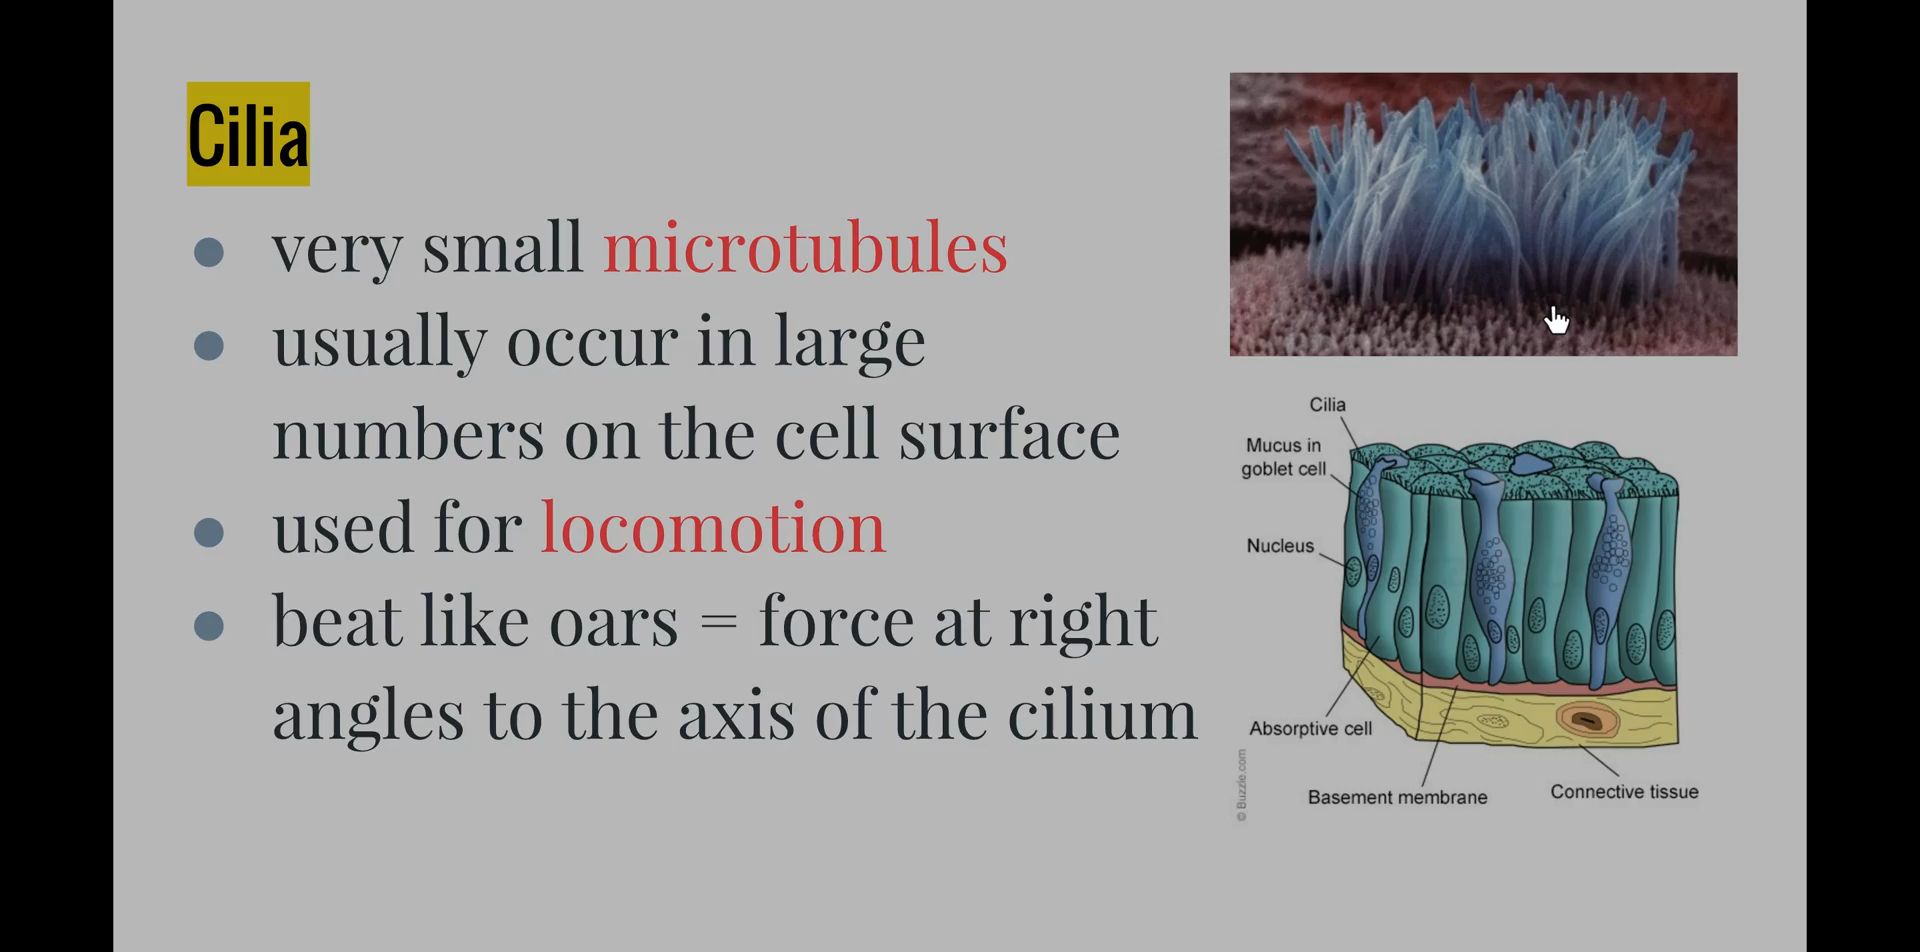 Cilia
very small microtubules
usually occur in large
numbers on the cell surface
used for locomotion
beat like oars = force at right
angles to the axis of the cilium
Cilia
Mucus in
goblet cell
Nucleus
Absorptive cell
Basement membrane
Connective tissue
© Buzzle.com